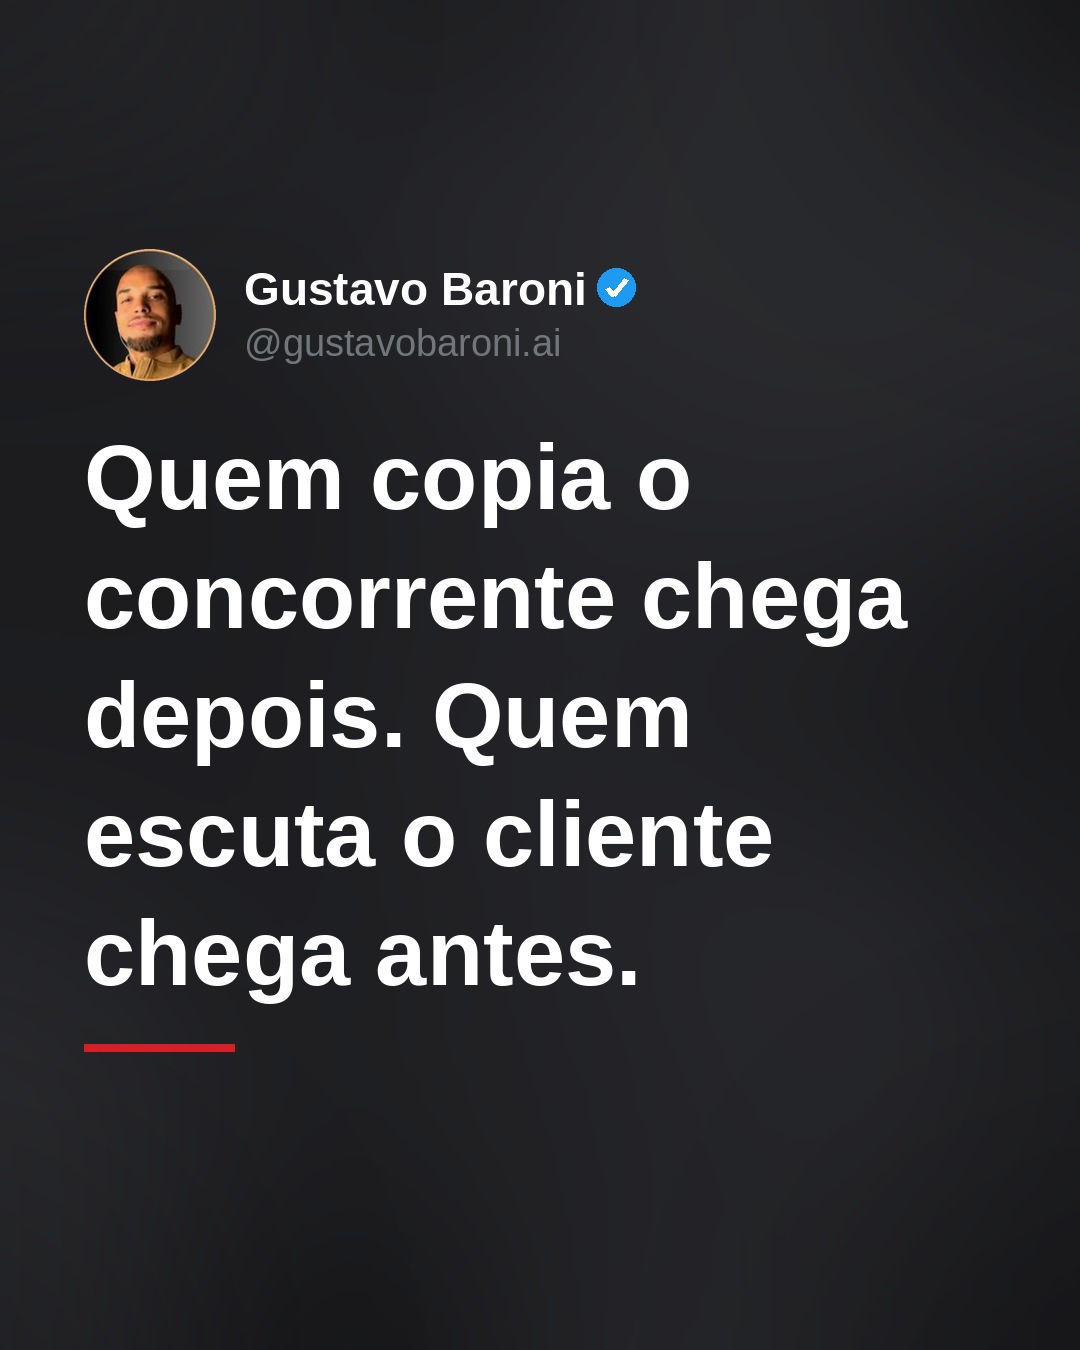 Gustavo Baroni
@gustavobaroni.ai
Quem copia o
concorrente chega
depois. Quem
escuta o cliente
chega antes.